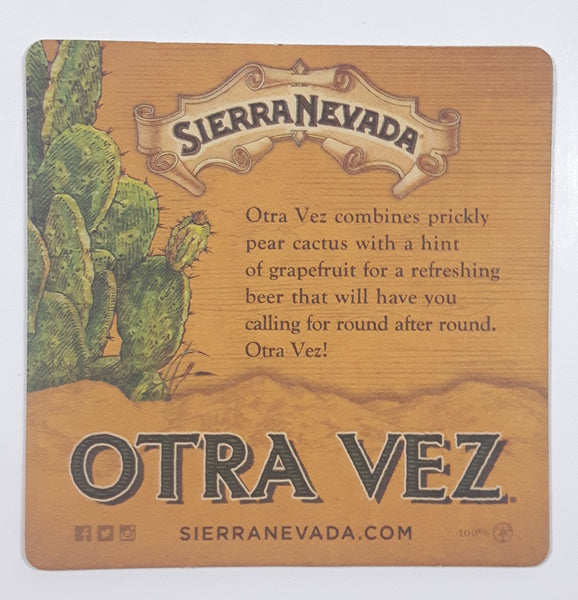 SIERRA NEVADA
Otra Vez combines prickly
pear cactus with a hint
of grapefruit for a refreshing
beer that will have you
calling for round after round.
Otra Vez!
OTRA VEZ.
SIERRANEVADA.COM
100%